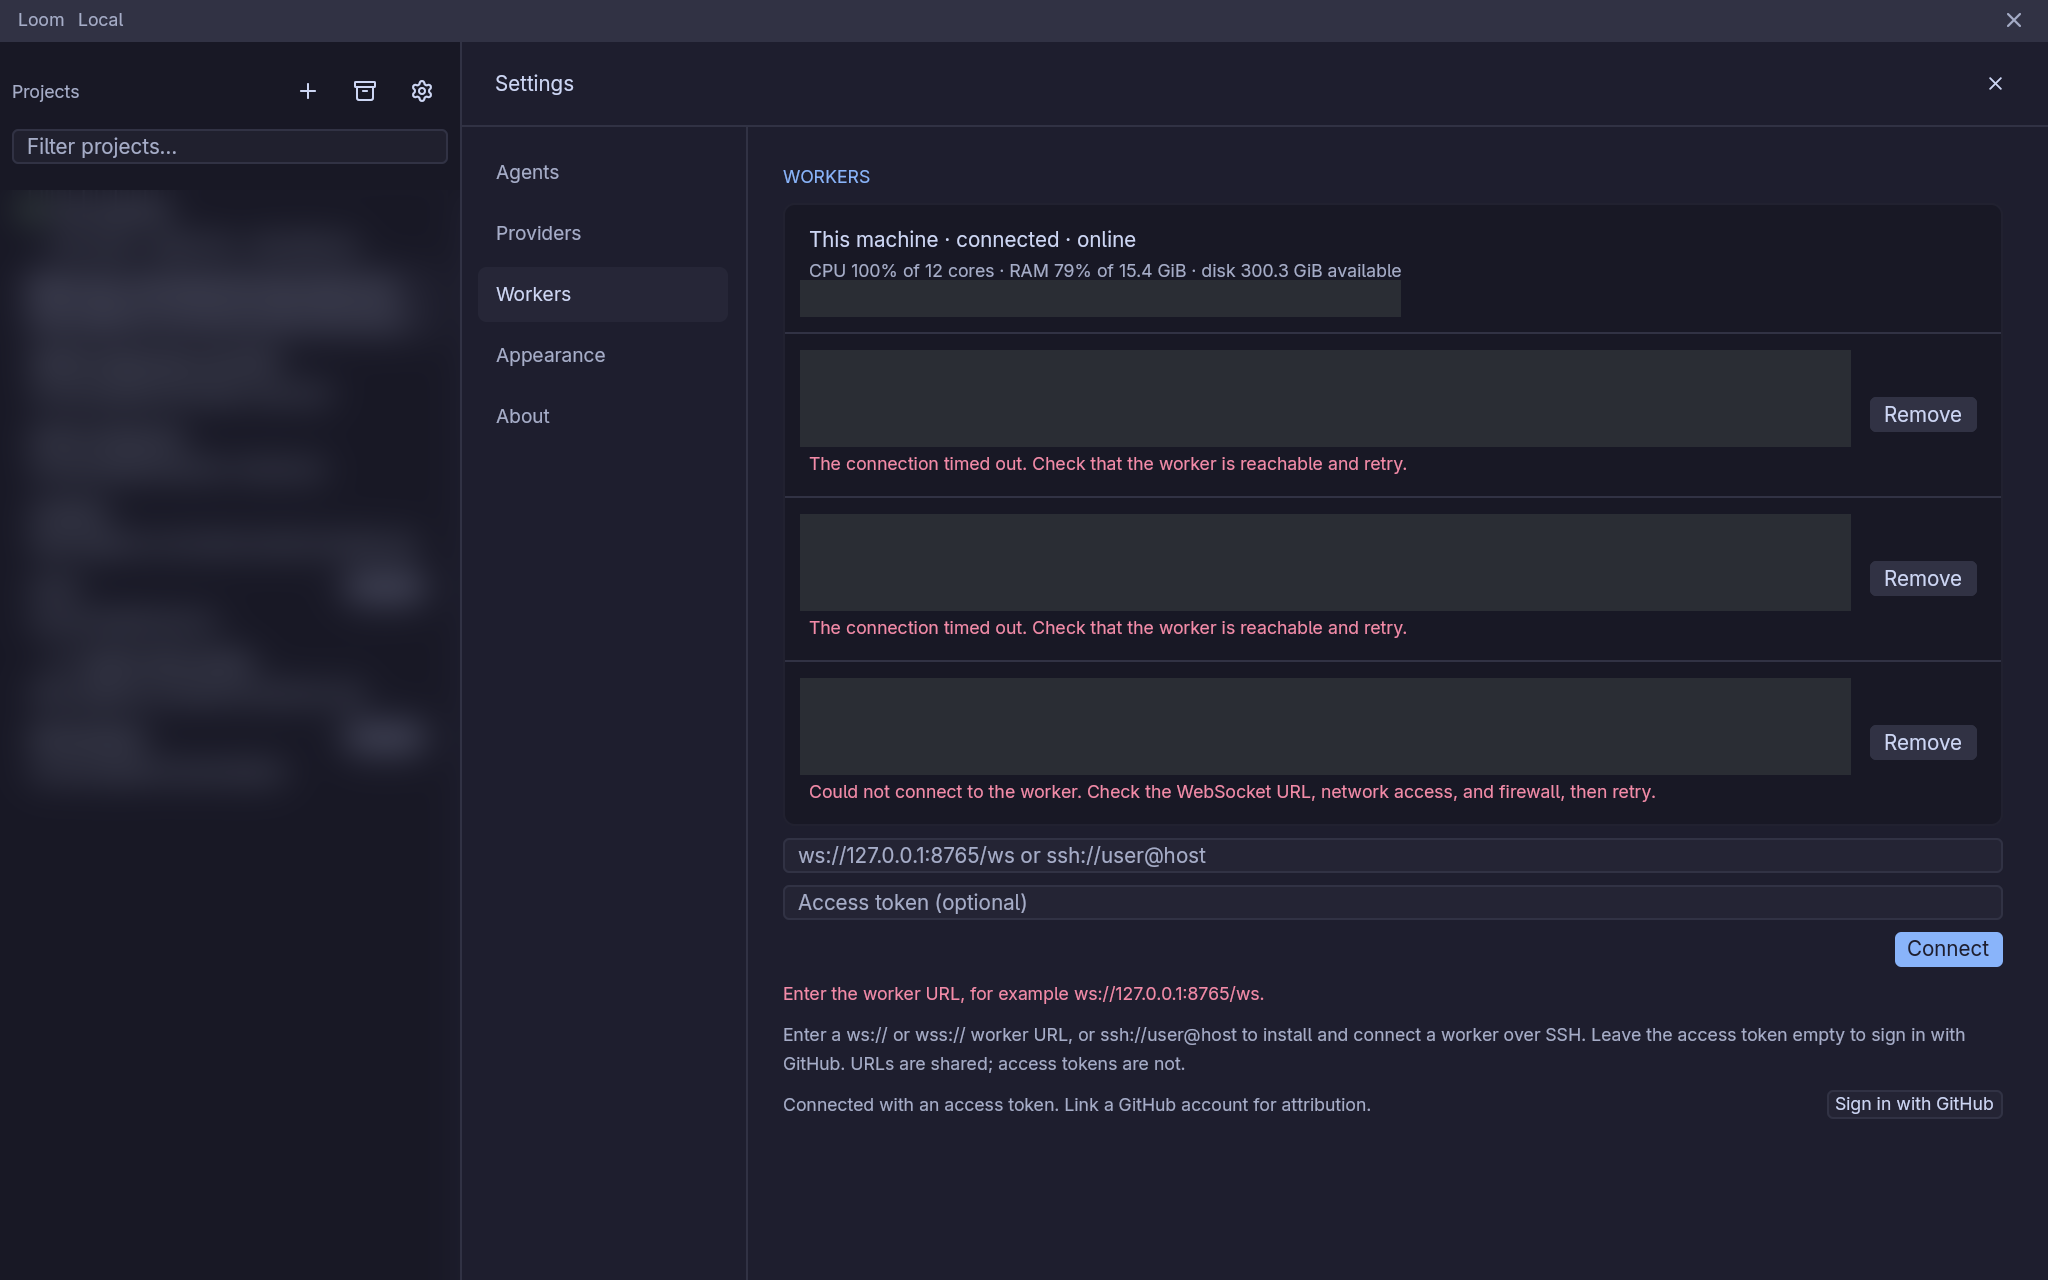 Loom Local
Projects
Filter projects...
Settings
Agents
Providers
Workers
Appearance
About
WORKERS
This machine · connected · online
CPU 100% of 12 cores · RAM 79% of 15.4 GiB · disk 300.3 GiB available
Remove
The connection timed out. Check that the worker is reachable and retry.
Remove
The connection timed out. Check that the worker is reachable and retry.
Remove
Could not connect to the worker. Check the WebSocket URL, network access, and firewall, then retry.
ws://127.0.0.1:8765/ws or ssh://user@host
Access token (optional)
Connect
Enter the worker URL, for example ws://127.0.0.1:8765/ws.
Enter a ws:// or wss:// worker URL, or ssh://user@host to install and connect a worker over SSH. Leave the access token empty to sign in with
GitHub. URLs are shared; access tokens are not.
Connected with an access token. Link a GitHub account for attribution.
Sign in with GitHub